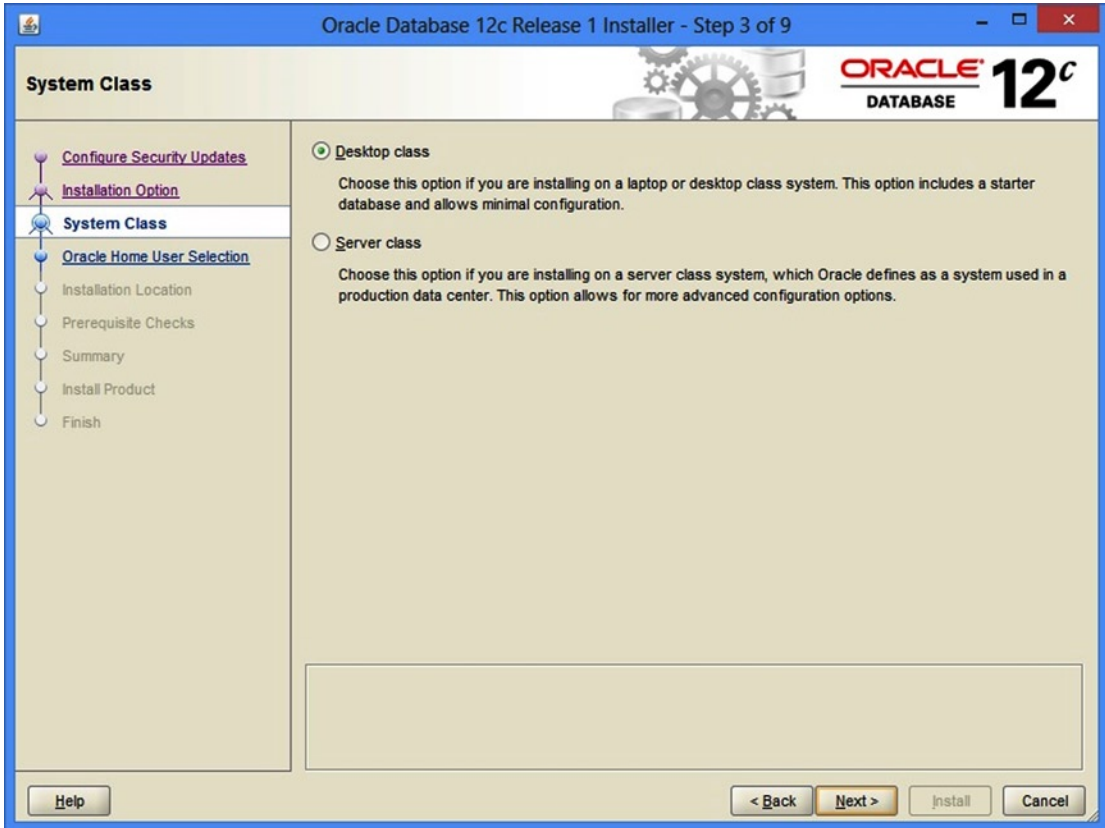 Oracle Database 12c Release 1 Installer - Step 3 of 9
System Class
ORACLE
DATABASE
12c
Configure Security Updates
Installation Option
System Class
Oracle Home User Selection
Installation Location
Prerequisite Checks
Summary
Install Product
Finish
Desktop class
Choose this option if you are installing on a laptop or desktop class system. This option includes a starter
database and allows minimal configuration.
Server class
Choose this option if you are installing on a server class system, which Oracle defines as a system used in a
production data center. This option allows for more advanced configuration options.
Help
< Back
Next >
Install
Cancel